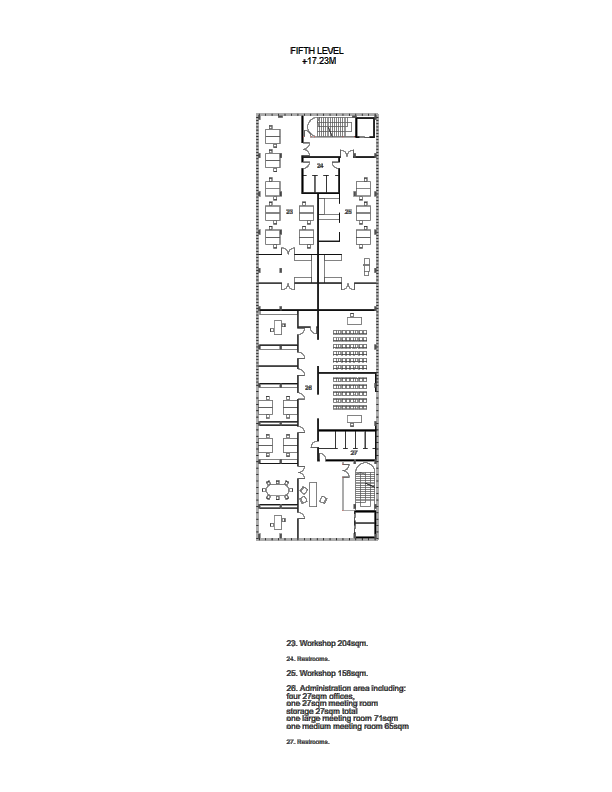 FIFTH LEVEL
+17.23M
24
23
25
26
27
23. Workshop 204sqm.
24. Restrooms.
25. Workshop 156sqm.
26. Administration area including:
four 27sqm offices,
one 27sqm meeting room
storage 27sqm total
one large meeting room 71sqm
one medium meeting room 65sqm
27. Restrooms.